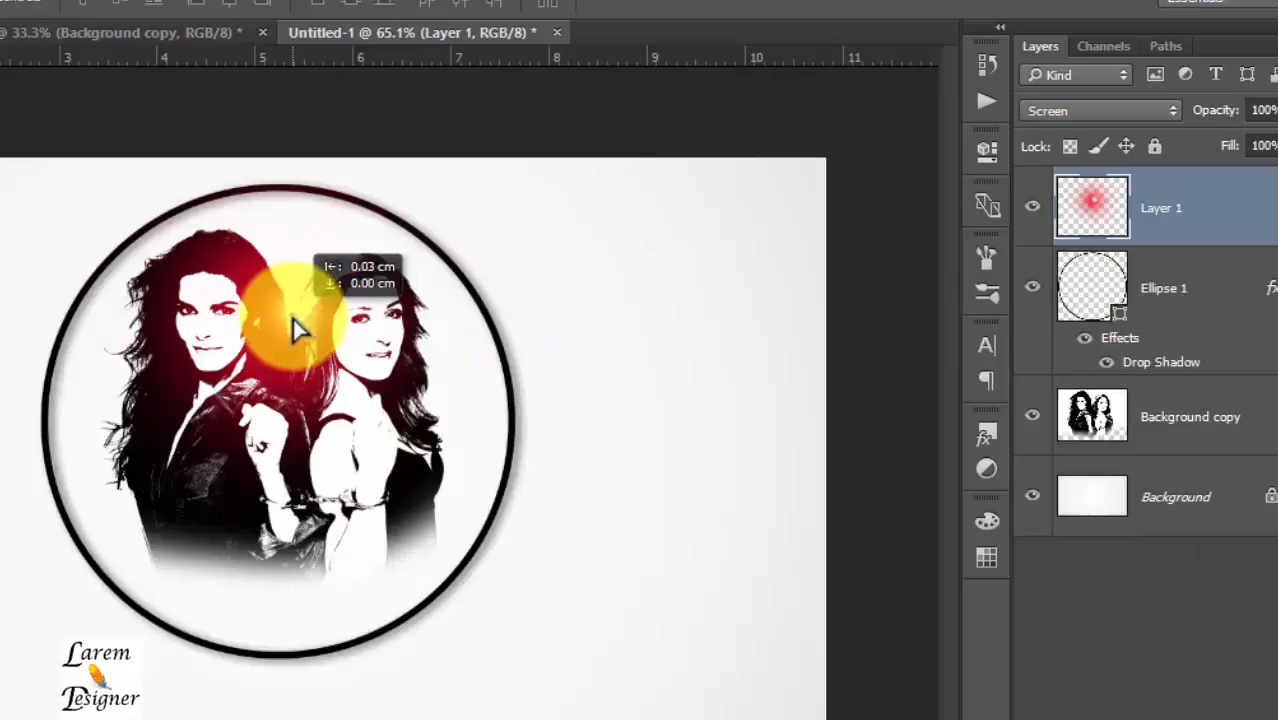 @ 33.3% (Background copy, RGB/8) * ×
Untitled-1 @ 65.1% (Layer 1, RGB/8) * ×
3 4 5 6 7 8 9 10 11
Layers Channels Paths
Kind
Screen Opacity: 100%
Lock: Fill: 100%
Layer 1
0.03 cm
0.00 cm
Ellipse 1 fx
Effects
Drop Shadow
Background copy
Background
Larem
Designer